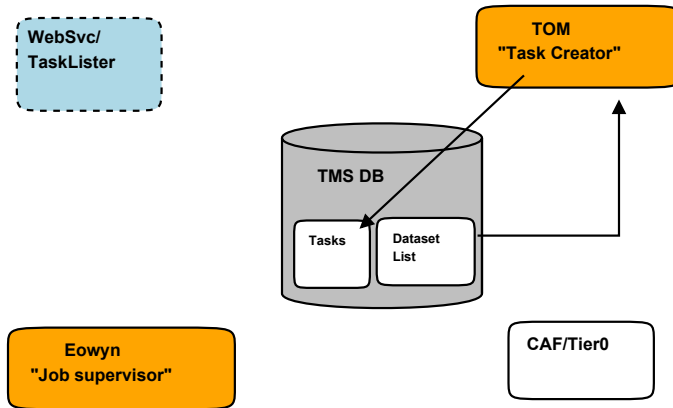 WebSvc/
TaskLister
TOM
"Task Creator"
TMS DB
Tasks
Dataset
List
Eowyn
"Job supervisor"
CAF/Tier0